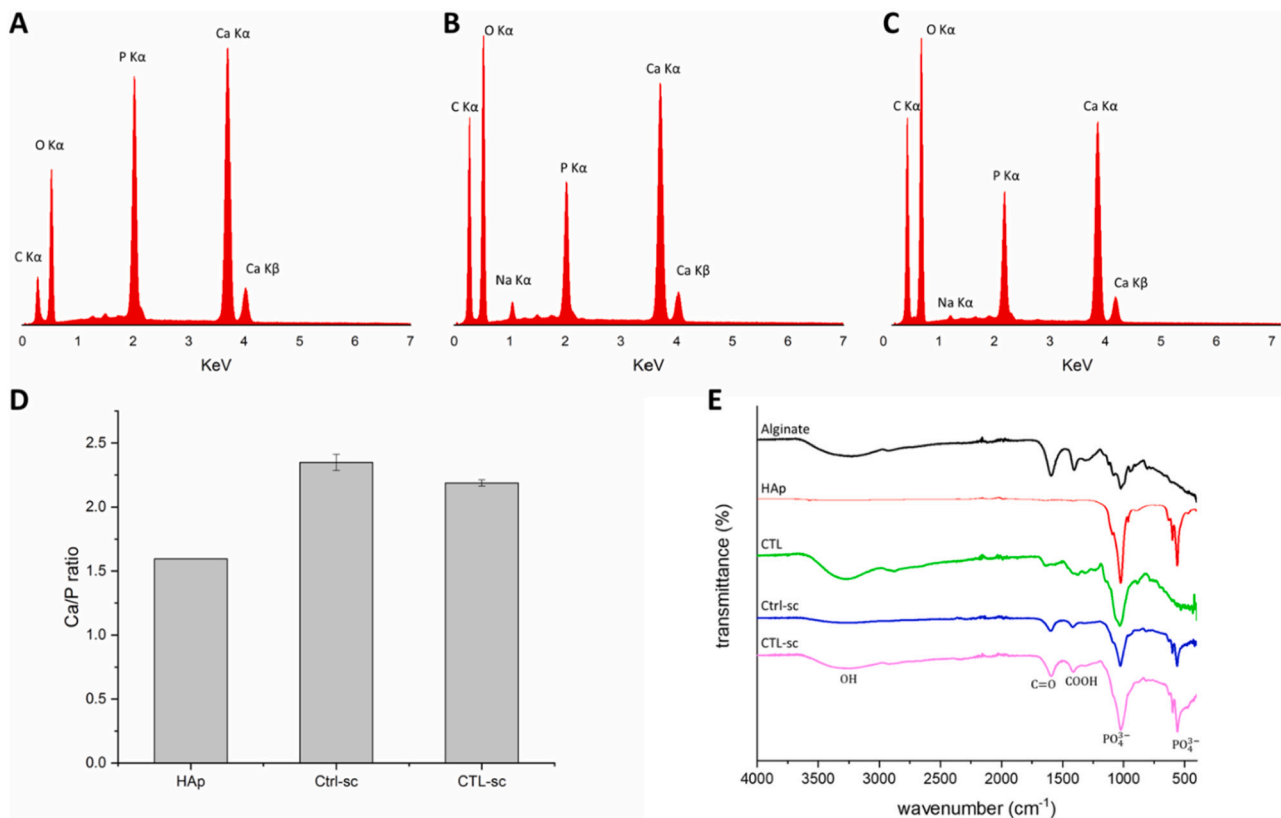 A
C Kα
O Kα
P Kα
Ca Kα
Ca Kβ
0 1 2 3 4 5 6 7
KeV
B
C Kα
O Kα
Na Kα
P Kα
Ca Kα
Ca Kβ
0 1 2 3 4 5 6 7
KeV
C
C Kα
O Kα
Na Kα
P Kα
Ca Kα
Ca Kβ
0 1 2 3 4 5 6 7
KeV
D
Ca/P ratio
2.5
2.0
1.5
1.0
0.5
0.0
HAp Ctrl-sc CTL-sc
E
transmittance (%)
Alginate
HAp
CTL
Ctrl-sc
CTL-sc
OH
C=O
COOH
PO₄³⁻
PO₄³⁻
4000 3500 3000 2500 2000 1500 1000 500
wavenumber (cm⁻¹)